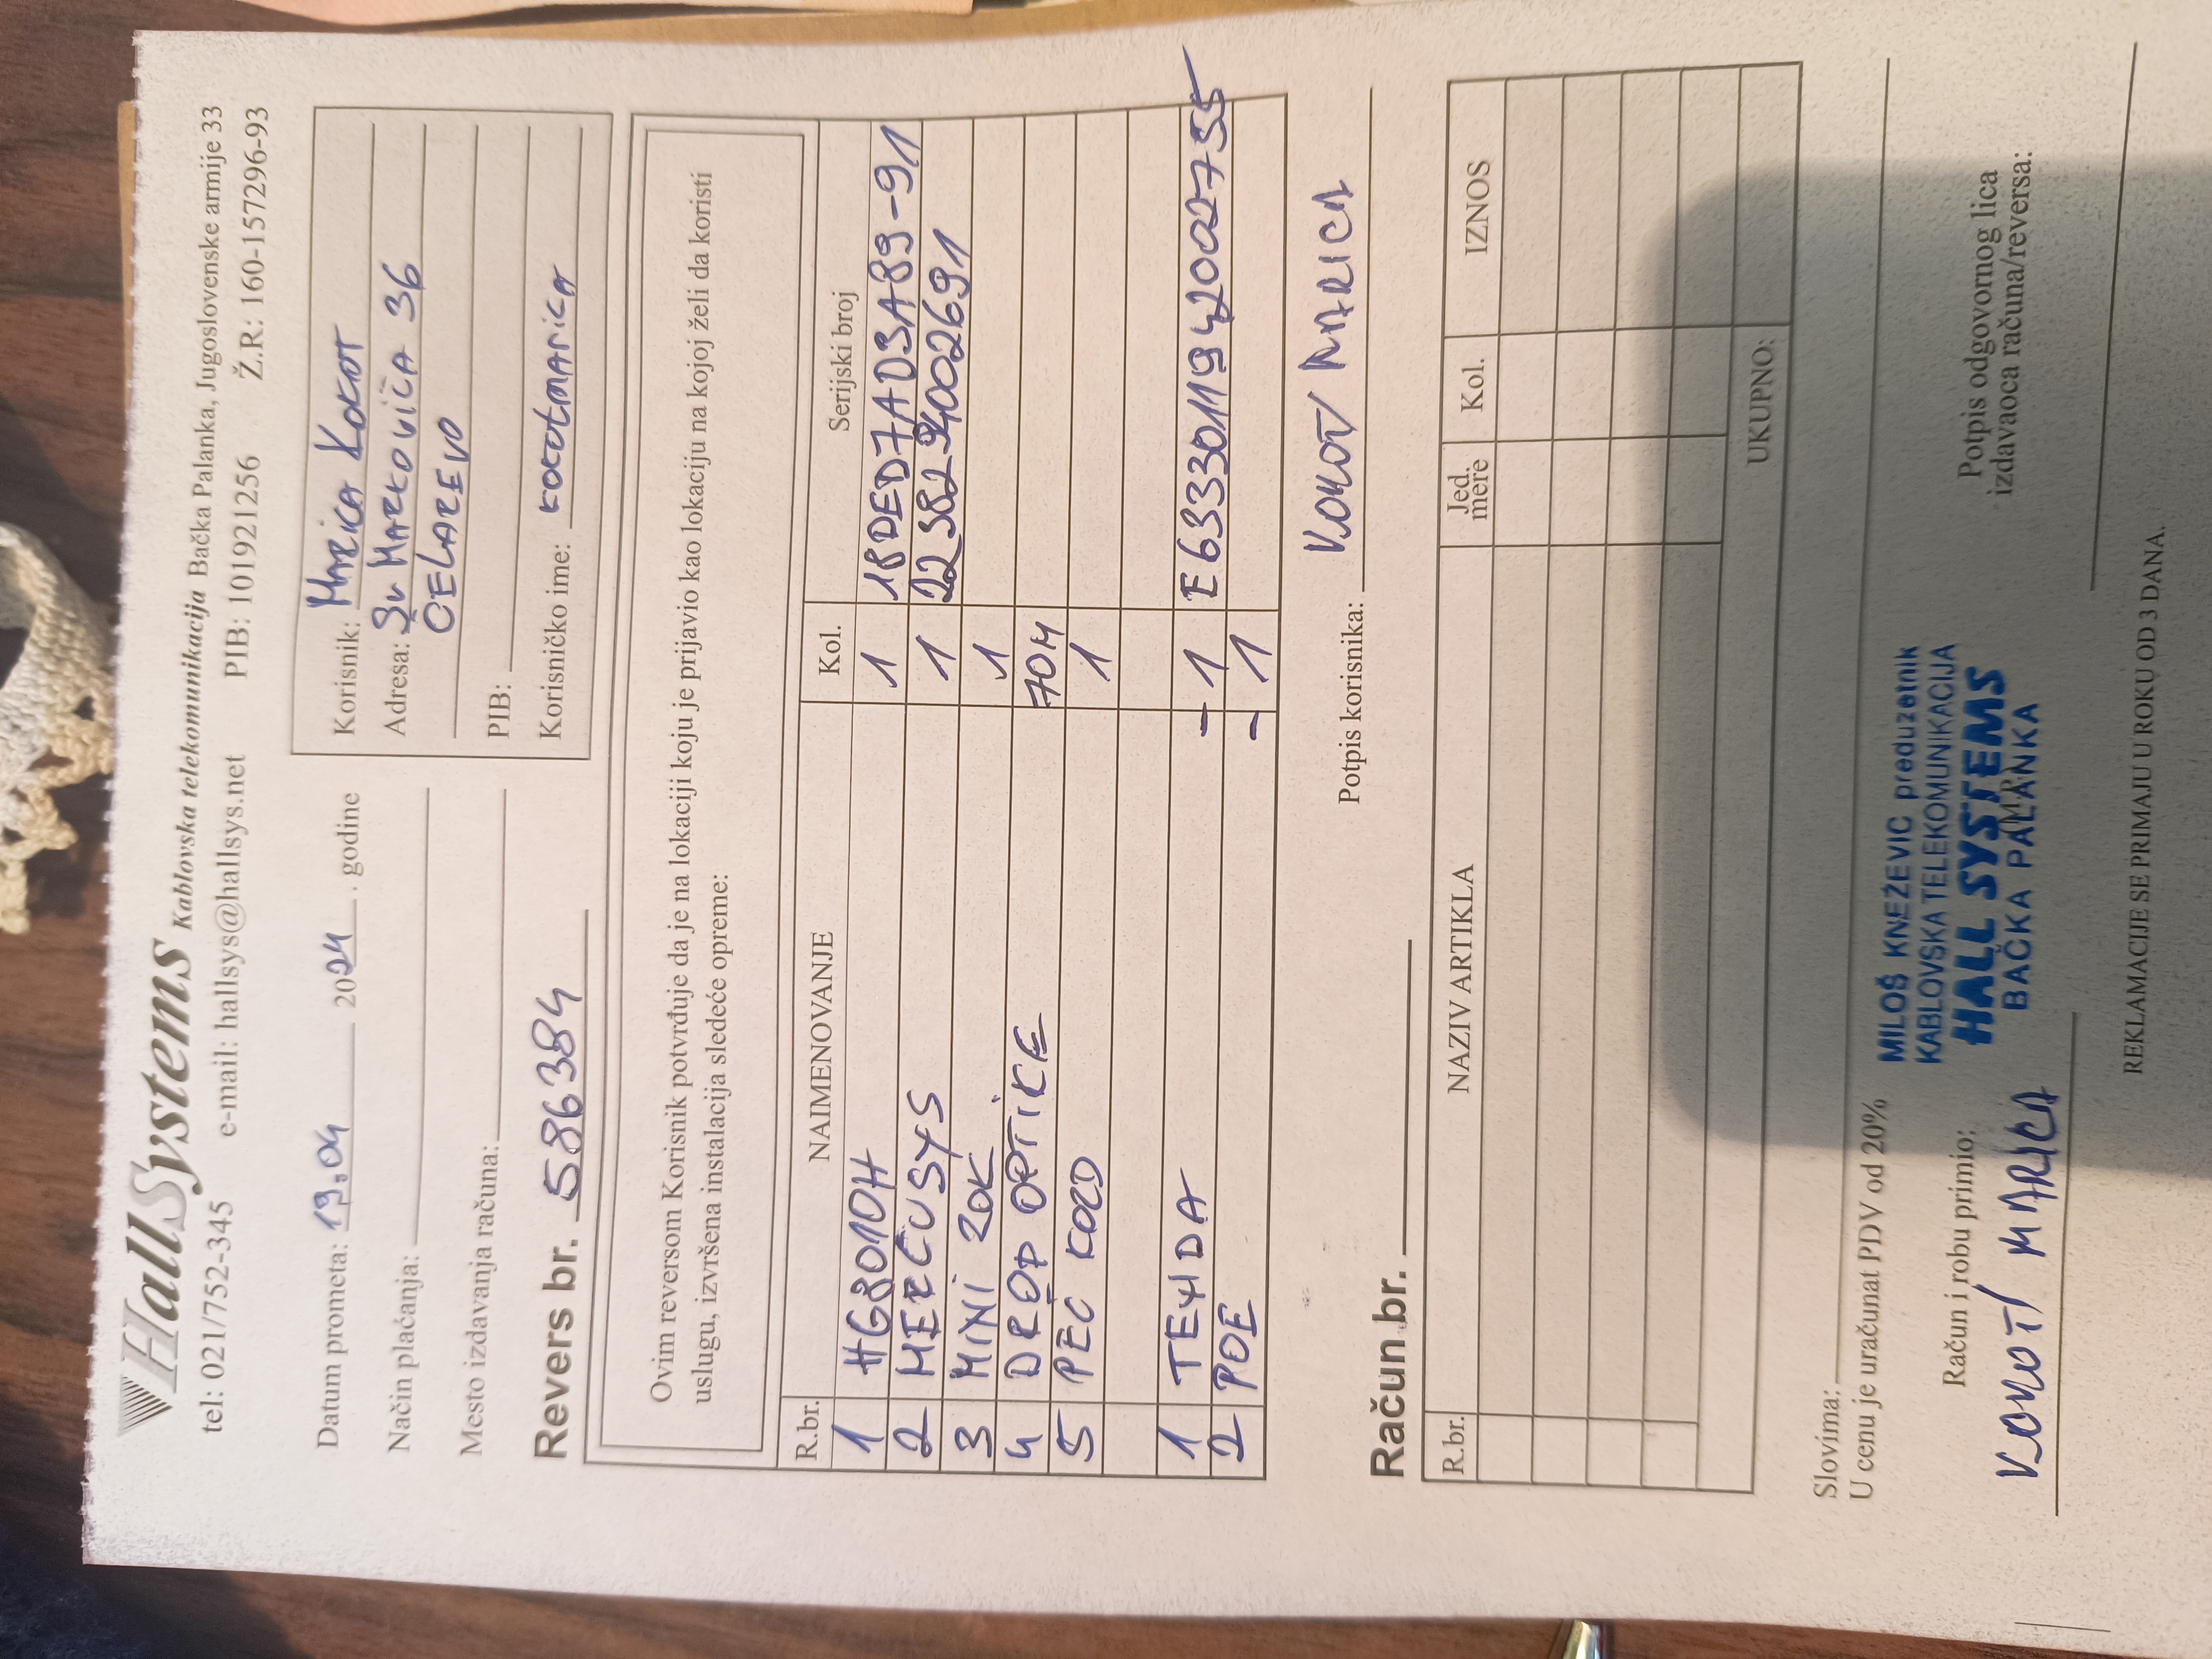 HallSystems Kablovska telekomunikacija Bačka Palanka, Jugoslovenske armije 33
tel: 021/752-345 e-mail: hallsys@hallsys.net PIB: 101921256 Ž.R: 160-157296-93
Datum prometa: 19.04 2024. godine
Način plaćanja:
Mesto izdavanja računa:
Revers br. 586384
Korisnik: MARICA KOKOT
Adresa: ŽV MARKOVIĆA 36
ČELAREVO
PIB:
Korisničko ime: KOKOTMARICA
Ovim reversom Korisnik potvrđuje da je na lokaciji koju je prijavio kao lokaciju na kojoj želi da koristi
uslugu, izvršena instalacija sledeće opreme:
R.br. NAIMENOVANJE Kol. Serijski broj
1 HG8010H 1 18DED7AD3A89-91
2 MERCUSYS 1 2238294002691
3 MINI ZOK 1
4 DROP OPTIKE 70M
5 PEC KORD 1
1 TENDA -1 E6333011942002755
2 POE -1
Potpis korisnika: KOKOT MARICA
Račun br.
R.br. NAZIV ARTIKLA Jed. mere Kol. IZNOS
UKUPNO:
Slovima:
U cenu je uračunat PDV od 20%
Račun i robu primio:
KOKOT MARICA
MILOŠ KNEŽEVIĆ preduzetnik
KABLOVSKA TELEKOMUNIKACIJA
HALL SYSTEMS
BAČKA PALANKA
Potpis odgovornog lica
izdavaoca računa/reversa:
REKLAMACIJE SE PRIMAJU U ROKU OD 3 DANA.